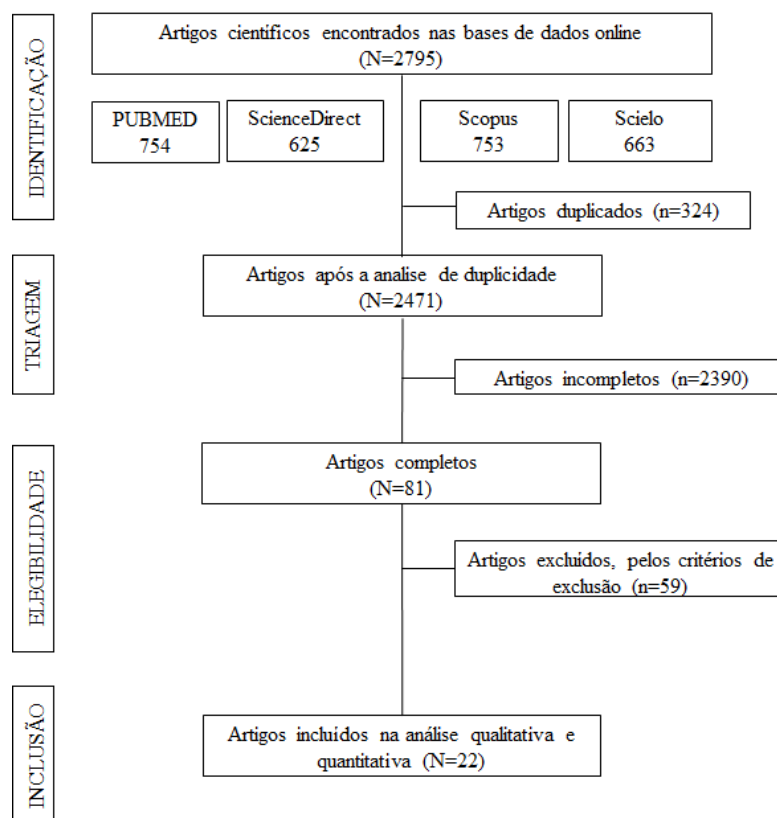 IDENTIFICAÇÃO
Artigos científicos encontrados nas bases de dados online
(N=2795)
PUBMED
754
ScienceDirect
625
Scopus
753
Scielo
663
Artigos duplicados (n=324)
TRIAGEM
Artigos após a analise de duplicidade
(N=2471)
Artigos incompletos (n=2390)
ELEGIBILIDADE
Artigos completos
(N=81)
Artigos excluídos, pelos critérios de
exclusão (n=59)
INCLUSÃO
Artigos incluídos na análise qualitativa e
quantitativa (N=22)